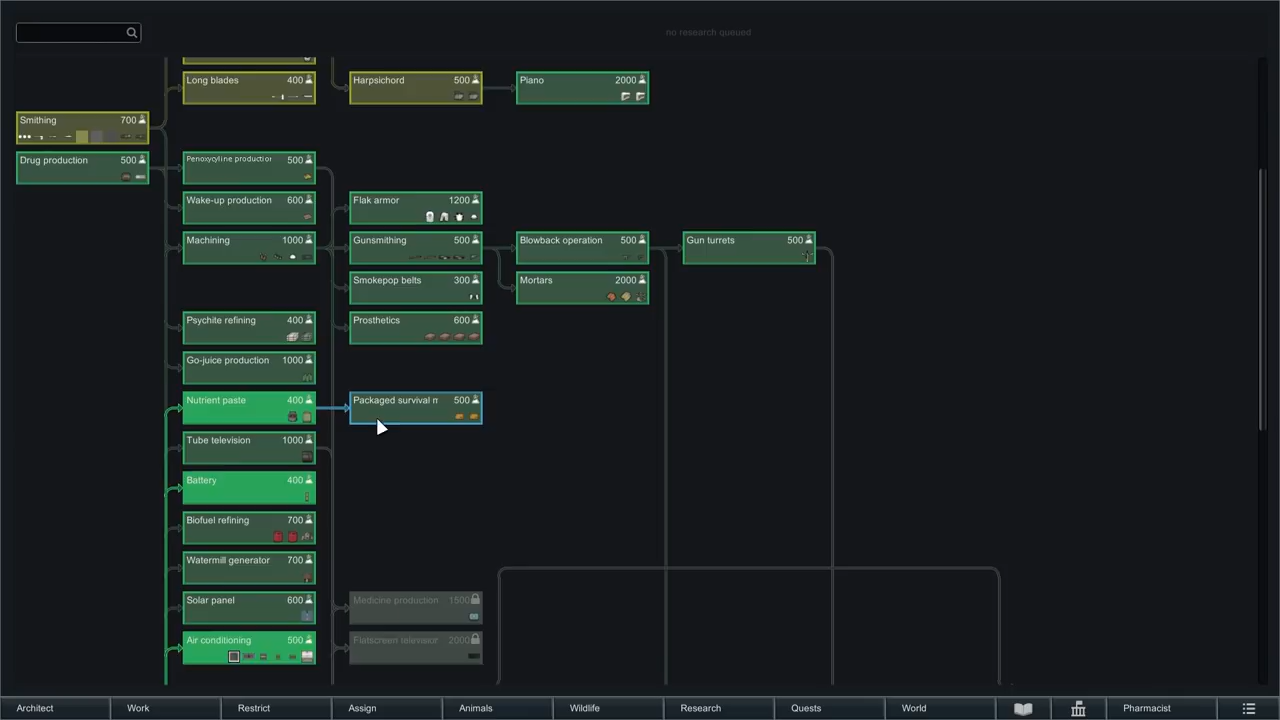 no research queued
Long blades 400
Harpsichord 500
Piano 2000
Smithing 700
Drug production 500
Penoxycyline productior 500
Wake-up production 600
Flak armor 1200
Machining 1000
Gunsmithing 500
Blowback operation 500
Gun turrets 500
Smokepop belts 300
Mortars 2000
Psychite refining 400
Prosthetics 600
Go-juice production 1000
Nutrient paste 400
Packaged survival m 500
Tube television 1000
Battery 400
Biofuel refining 700
Watermill generator 700
Solar panel 600
Medicine production 1500
Air conditioning 500
Flatscreen televisior 2000
Architect
Work
Restrict
Assign
Animals
Wildlife
Research
Quests
World
Pharmacist